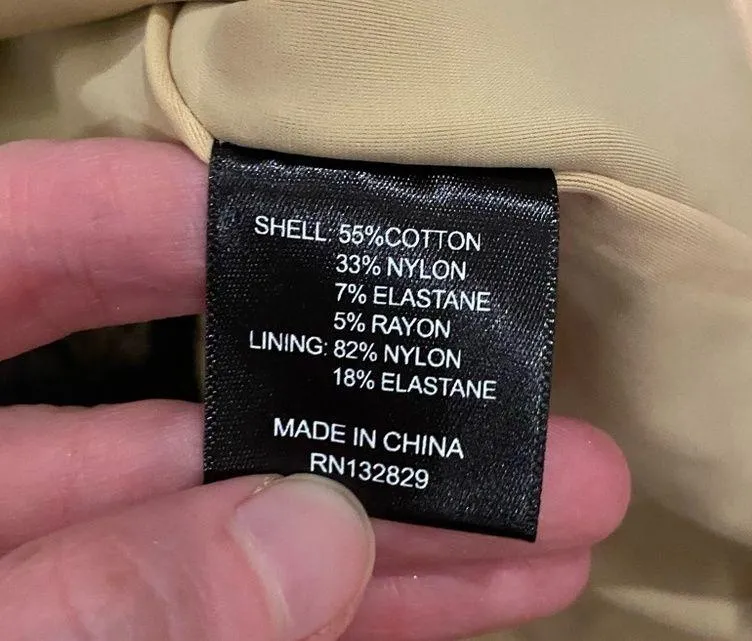 SHELL: 55%COTTON
33% NYLON
7% ELASTANE
5% RAYON
LINING: 82% NYLON
18% ELASTANE
MADE IN CHINA
RN132829